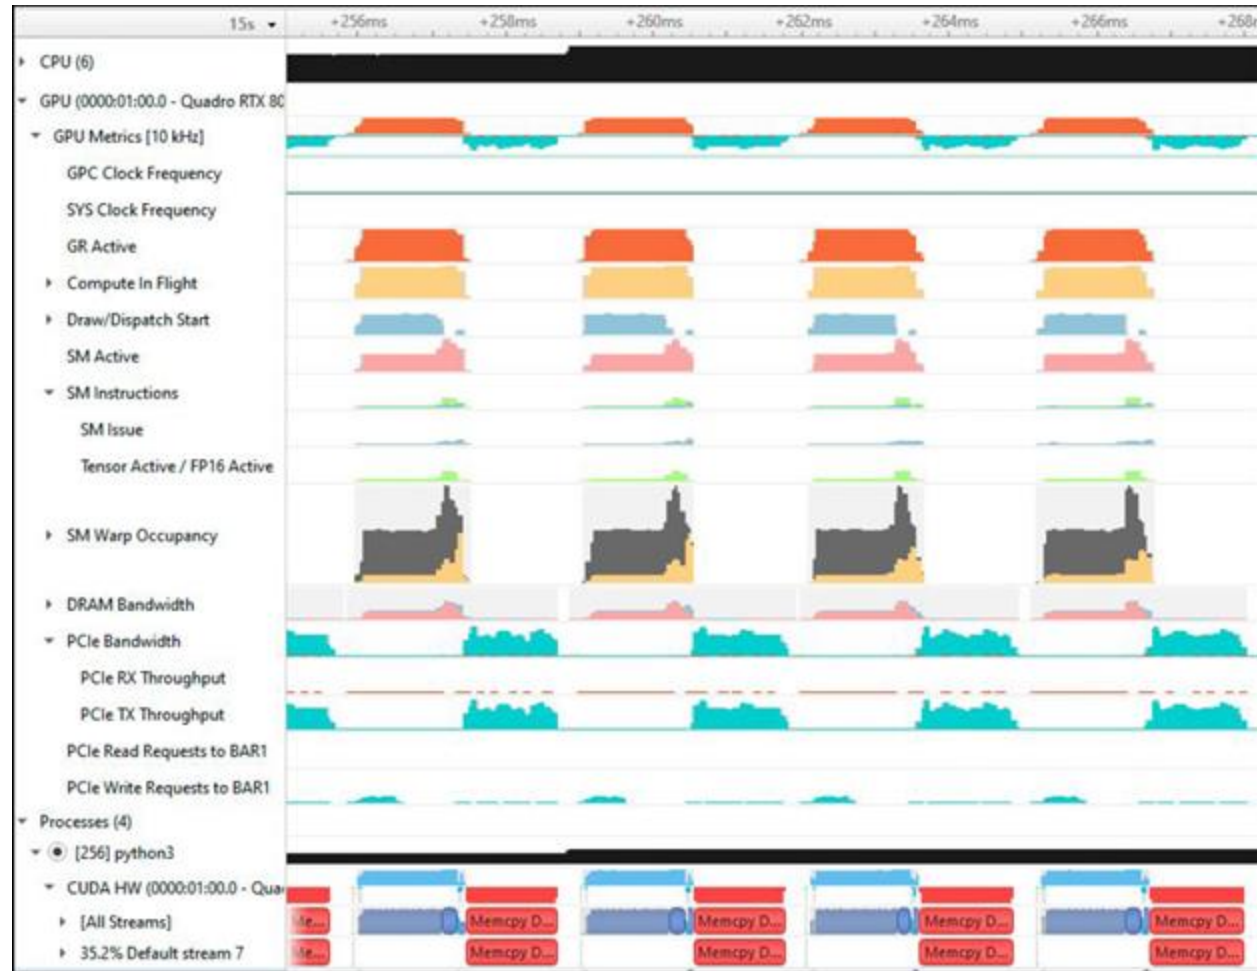 15s
+256ms
+258ms
+260ms
+262ms
+264ms
+266ms
+268
CPU (6)
GPU (0000:01:00.0 - Quadro RTX 80
GPU Metrics [10 kHz]
GPC Clock Frequency
SYS Clock Frequency
GR Active
Compute In Flight
Draw/Dispatch Start
SM Active
SM Instructions
SM Issue
Tensor Active / FP16 Active
SM Warp Occupancy
DRAM Bandwidth
PCIe Bandwidth
PCIe RX Throughput
PCIe TX Throughput
PCIe Read Requests to BAR1
PCIe Write Requests to BAR1
Processes (4)
[256] python3
CUDA HW (0000:01:00.0 - Qua
[All Streams]
Me...
Memcpy D...
Memcpy D...
Memcpy D...
Memcpy D...
35.2% Default stream 7
Me...
Memcpy D...
Memcpy D...
Memcpy D...
Memcpy D...